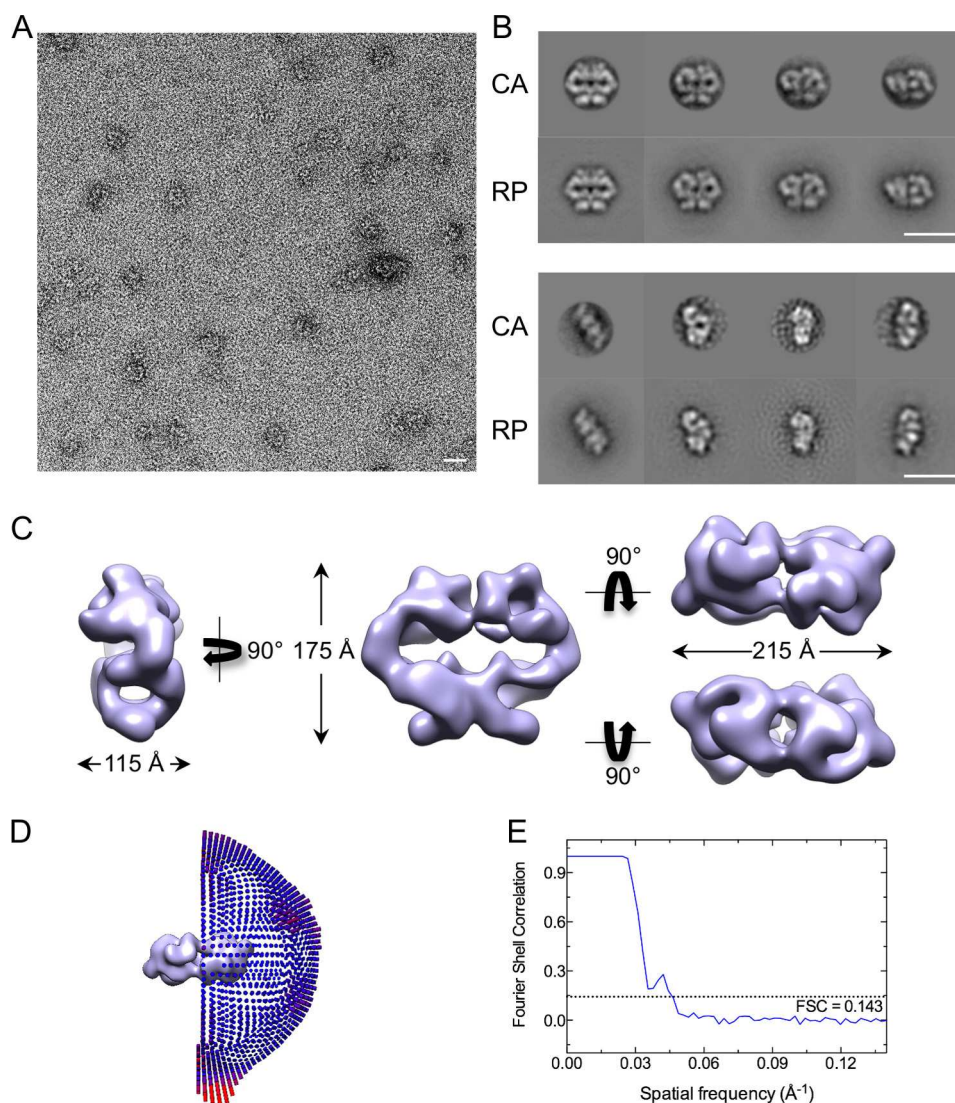 A
B
CA
RP
CA
RP
C
115 Å
90°
175 Å
90°
215 Å
90°
D
E
Fourier Shell Correlation
0.9
0.6
0.3
0.0
FSC = 0.143
0.00 0.03 0.06 0.09 0.12
Spatial frequency (Å-1)